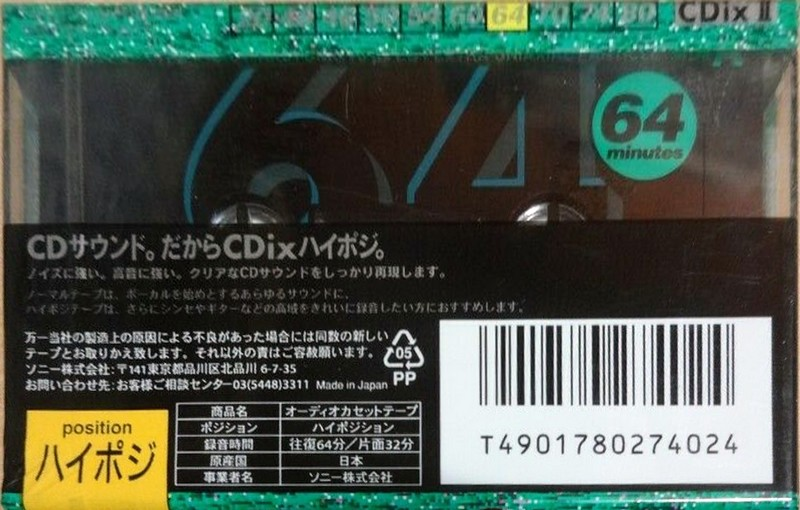 46 50 54 60 64 70 74 80 CDix II
64
64
minutes
CDサウンド。だからCDixハイポジ。
ノイズに強い。高音に強い。クリアなCDサウンドをしっかり再現します。
ノーマルテープは、ボーカルを始めとするあらゆるサウンドに、
ハイポジテープは、さらにシンセやギターなどの高域をきれいに録音したい方におすすめします。
万一当社の製造上の原因による不良があった場合には同数の新しい
テープとお取りかえ致します。それ以外の責はご容赦願います。
ソニー株式会社:〒141東京都品川区北品川 6-7-35
お問い合わせ先:お客様ご相談センター03(5448)3311 Made in Japan
05
PP
position
ハイポジ
商品名 オーディオカセットテープ
ポジション ハイポジション
録音時間 往復64分/片面32分
原産国 日本
事業者名 ソニー株式会社
T4901780274024